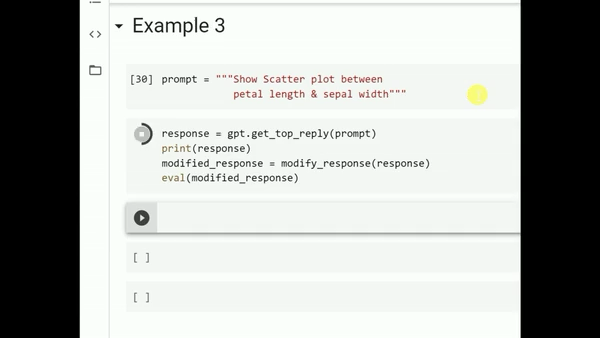 Example 3
[30] prompt = """Show Scatter plot between
petal length & sepal width"""
response = gpt.get_top_reply(prompt)
print(response)
modified_response = modify_response(response)
eval(modified_response)
[ ]
[ ]